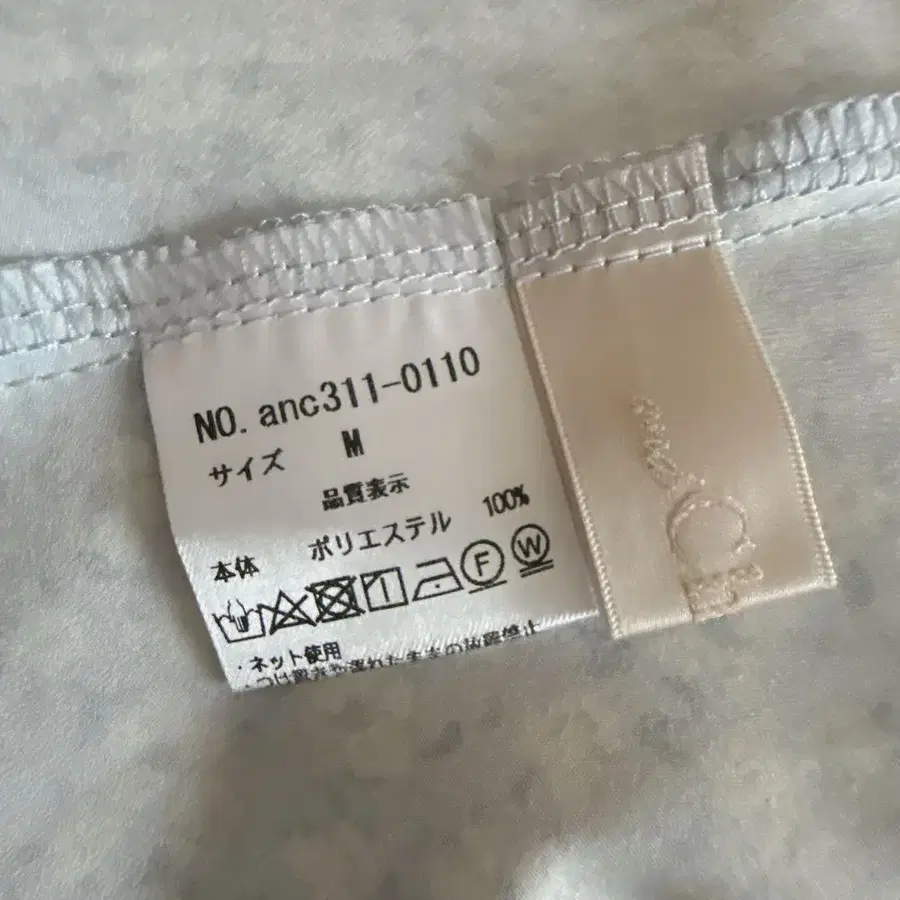 NO. anc311-0110
サイズ M
品質表示
本体 ポリエステル 100%
F W
・ネット使用